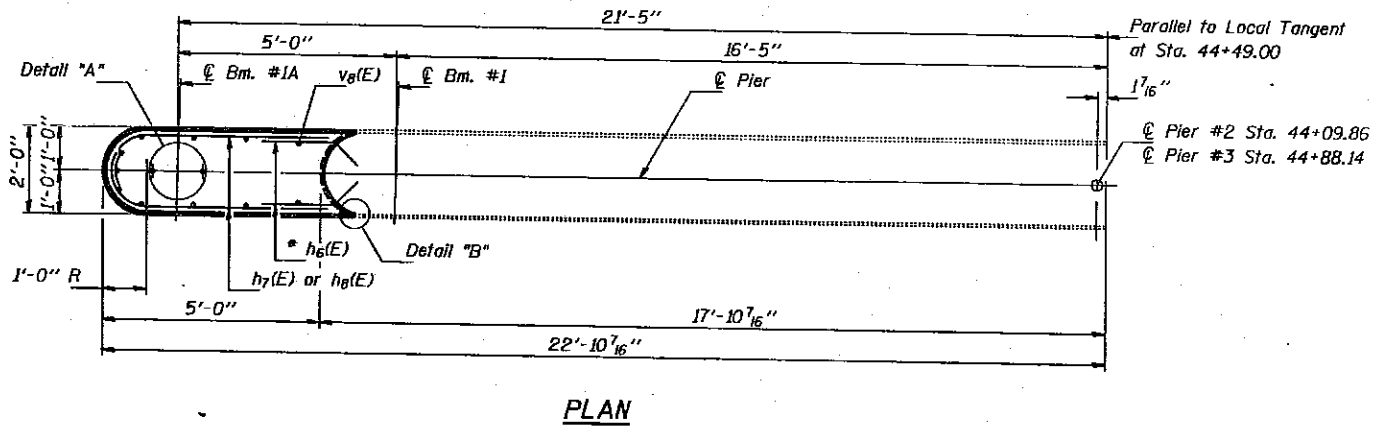 21'-5"
Parallel to Local Tangent
at Sta. 44+49.00
5'-0"
16'-5"
Detail "A"
℄ Bm. #1A
v8(E)
℄ Bm. #1
℄ Pier
1 7/16"
℄ Pier #2 Sta. 44+09.86
℄ Pier #3 Sta. 44+88.14
2'-0"
1'-0"
1'-0"
* h6(E)
Detail "B"
1'-0" R
h7(E) or h8(E)
5'-0"
17'-10 7/16"
22'-10 7/16"
PLAN